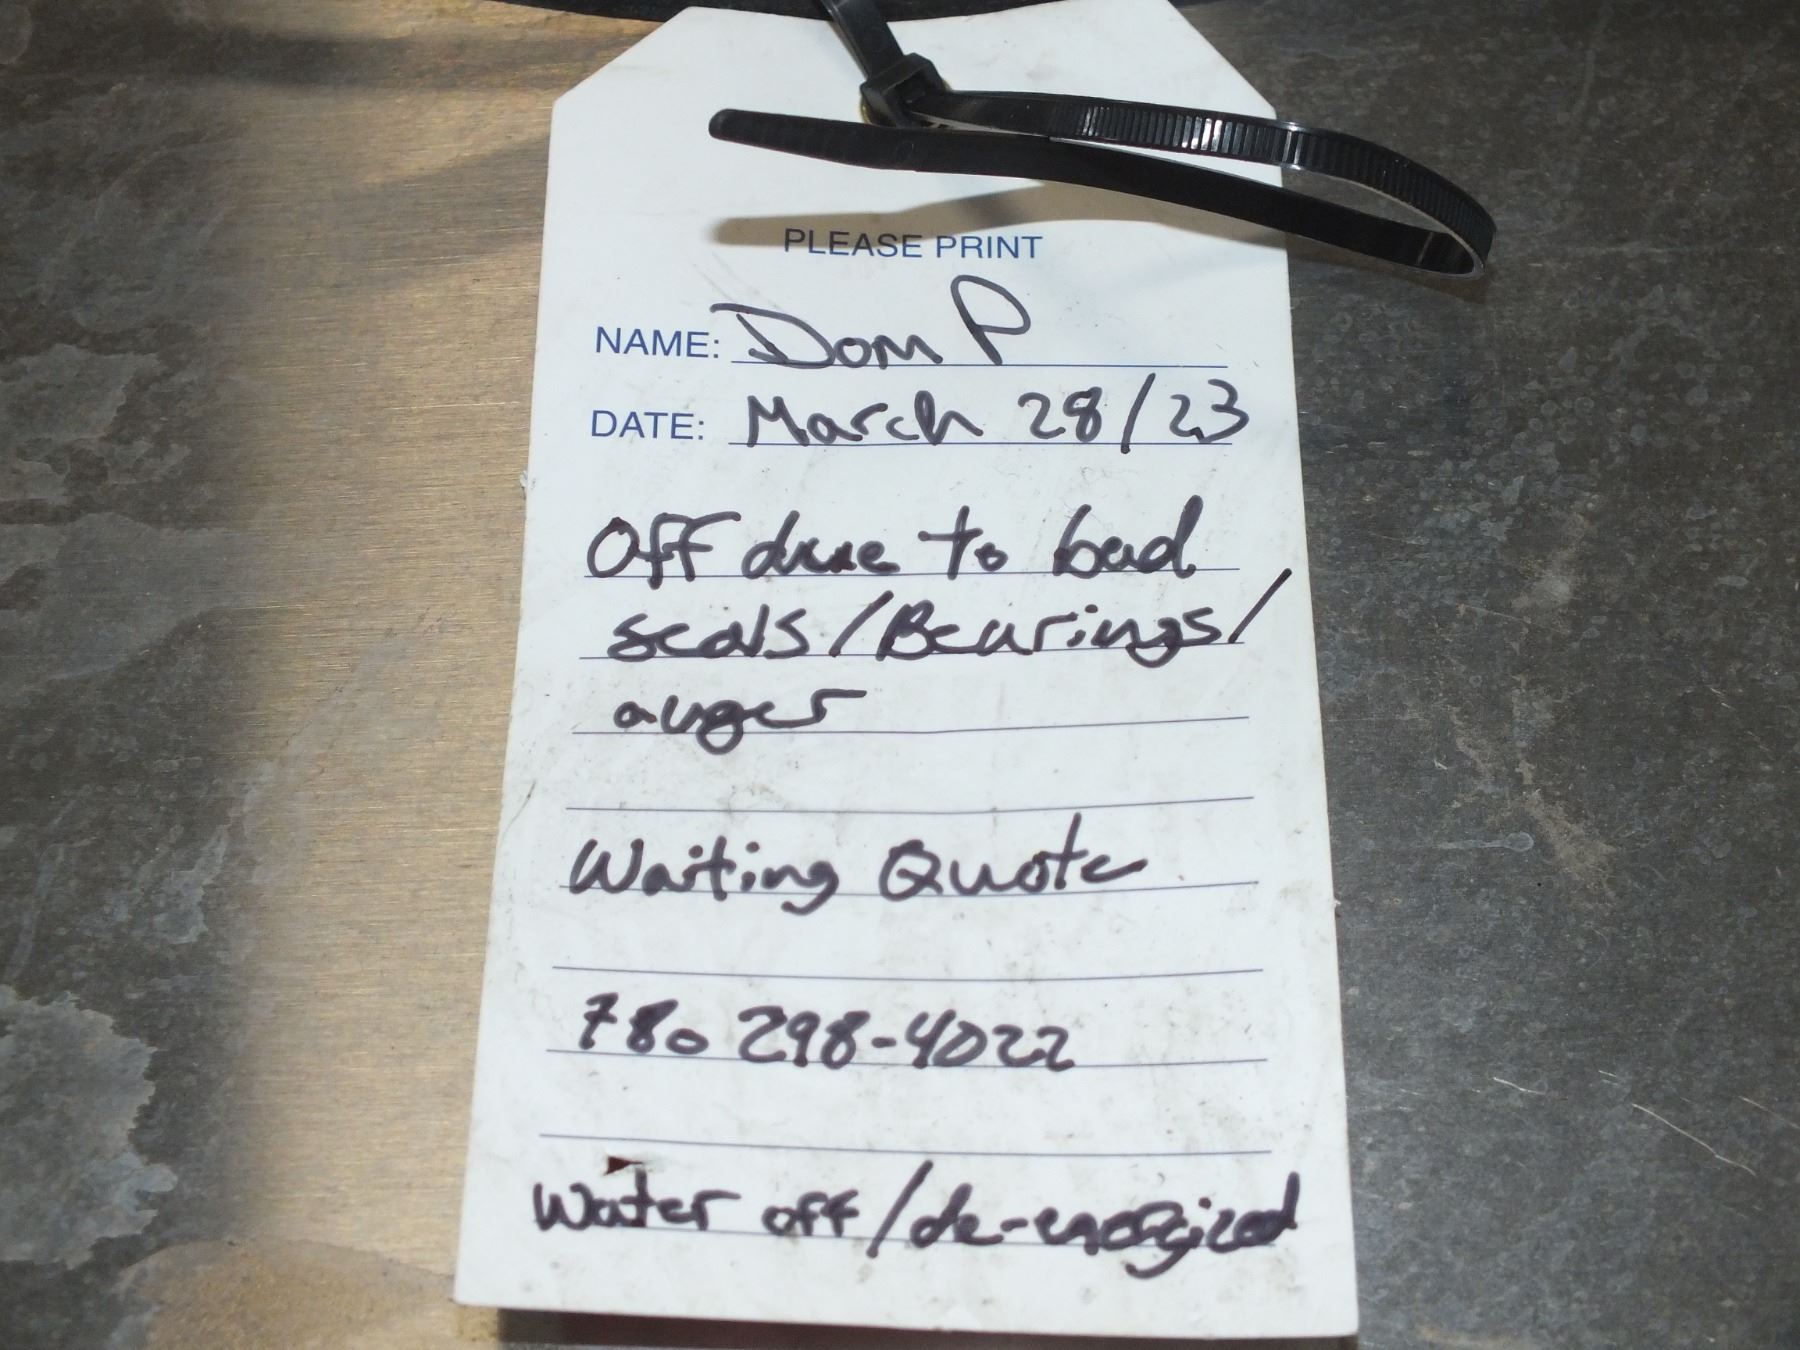 PLEASE PRINT
NAME: Dom P
DATE: March 28/23
Off due to bad
seals/Bearings/
auger
Waiting Quote
780 298-4022
Water off/de-energized